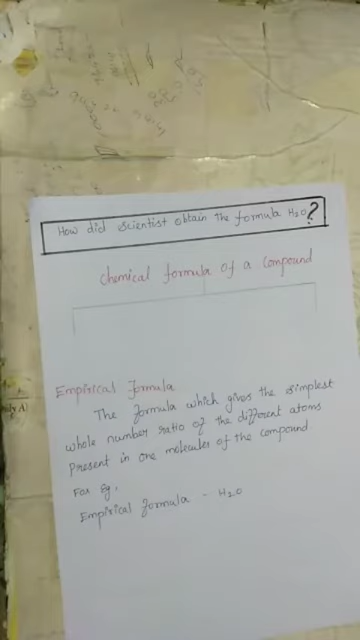 How did scientist obtain the formula H₂O?
Chemical formula of a compound
Empirical formula
The formula which gives the simplest
whole number ratio of the different atoms
Present in one molecules of the compound
For Eg,
Empirical formula - H₂O